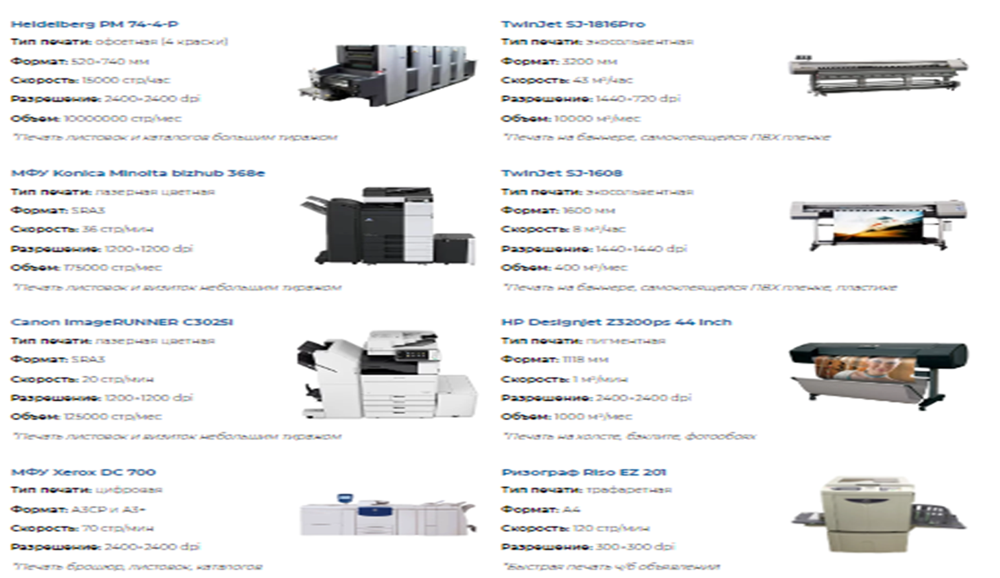 Heidelberg PM 74-4-P
Тип печати: офсетная (4 краски)
Формат: 520×740 мм
Скорость: 15000 стр/час
Разрешение: 2400×2400 dpi
Объем: 10000000 стр/мес
*Печать листовок и каталогов большим тиражом
МФУ Konica Minolta bizhub 368e
Тип печати: лазерная цветная
Формат: SRA3
Скорость: 36 стр/мин
Разрешение: 1200×1200 dpi
Объем: 175000 стр/мес
*Печать листовок и визиток небольшим тиражом
Canon ImageRUNNER C3025i
Тип печати: лазерная цветная
Формат: SRA3
Скорость: 20 стр/мин
Разрешение: 1200×1200 dpi
Объем: 125000 стр/мес
*Печать листовок и визиток небольшим тиражом
МФУ Xerox DC 700
Тип печати: цифровая
Формат: А3СР и А3+
Скорость: 70 стр/мин
Разрешение: 2400×2400 dpi
*Печать брошюр, листовок, каталогов
TwinJet SJ-1816Pro
Тип печати: экосольвентная
Формат: 3200 мм
Скорость: 43 м²/час
Разрешение: 1440×720 dpi
Объем: 10000 м²/мес
*Печать на баннере, самоклеящейся ПВХ пленке
TwinJet SJ-1608
Тип печати: экосольвентная
Формат: 1600 мм
Скорость: 8 м²/час
Разрешение: 1440×1440 dpi
Объем: 400 м²/мес
*Печать на баннере, самоклеящейся ПВХ пленке, пластике
HP Designjet Z3200ps 44 inch
Тип печати: пигментная
Формат: 1118 мм
Скорость: 1 м²/мин
Разрешение: 2400×2400 dpi
Объем: 1000 м²/мес
*Печать на холсте, бэклите, фотообоях
Ризограф Riso EZ 201
Тип печати: трафаретная
Формат: А4
Скорость: 120 стр/мин
Разрешение: 300×300 dpi
*Быстрая печать ч/б объявлений